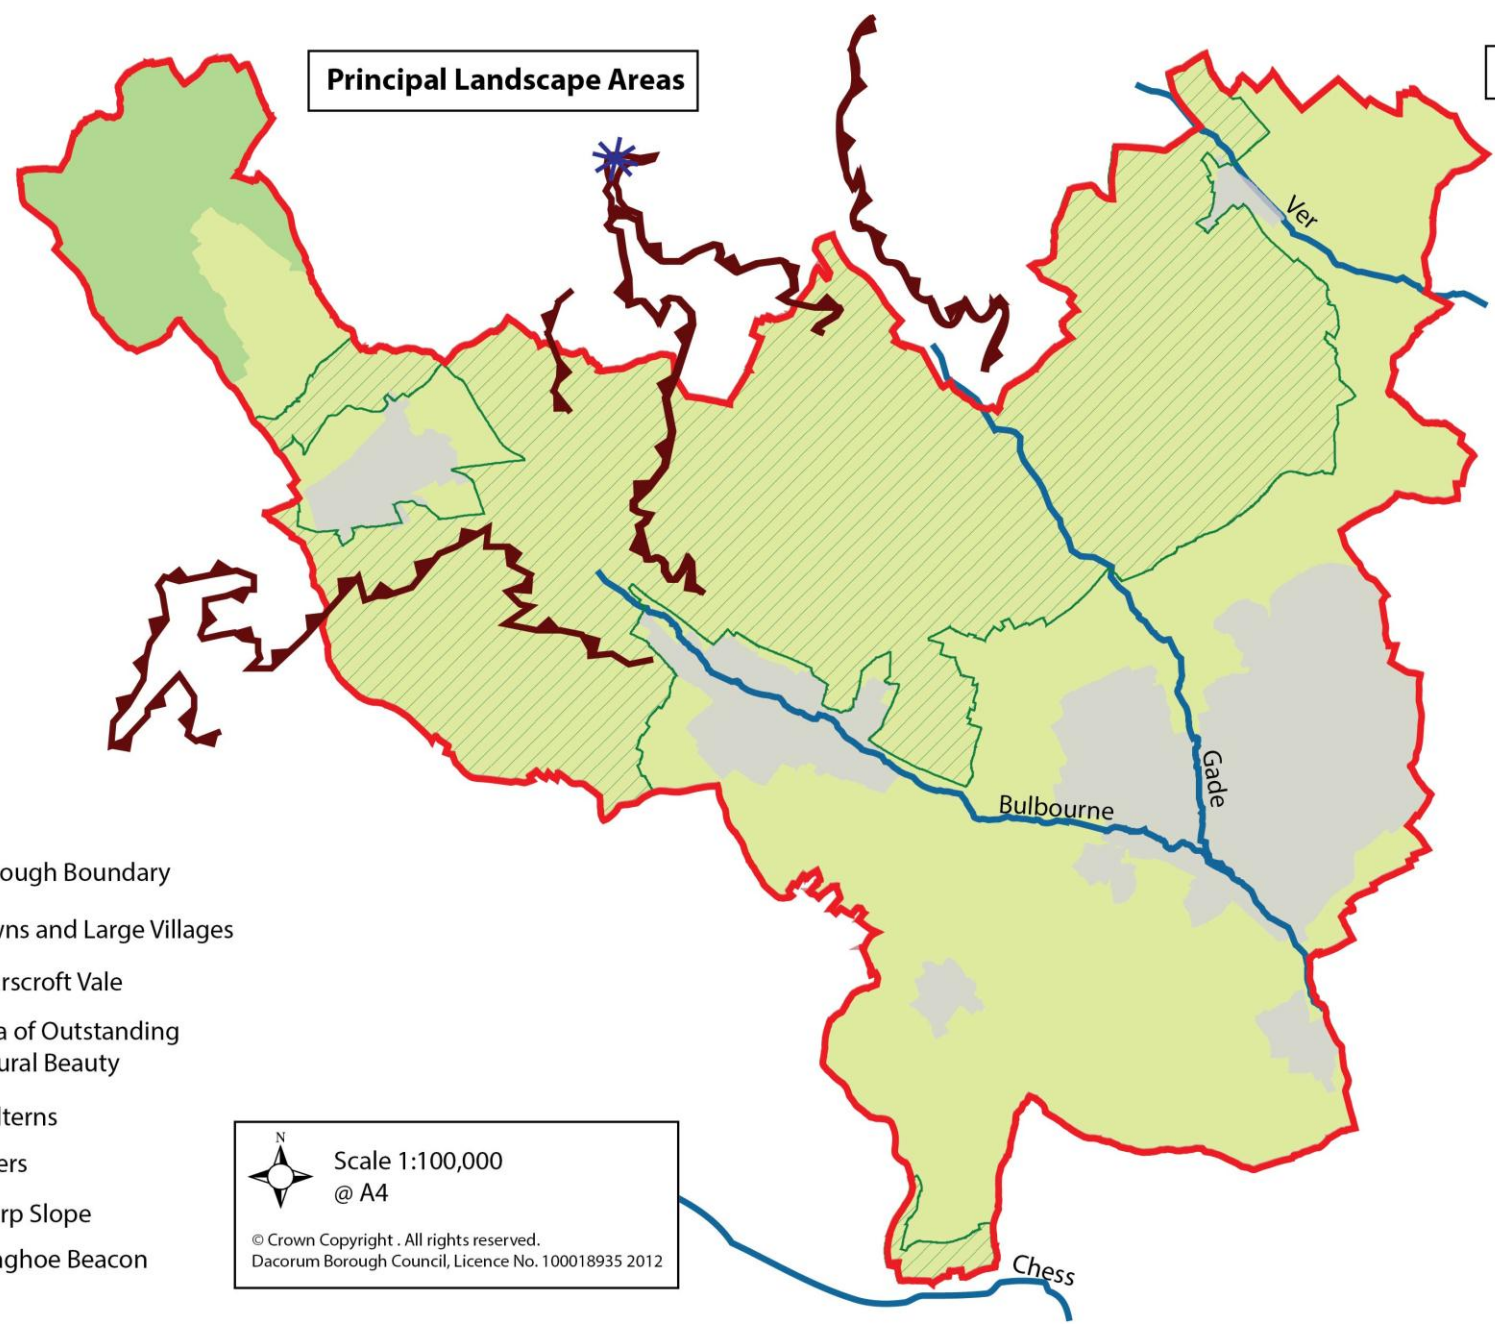 Principal Landscape Areas
Ver
Gade
Bulbourne
ough Boundary
wns and Large Villages
rscroft Vale
a of Outstanding
ural Beauty
lterns
ers
rp Slope
nghoe Beacon
N
Scale 1:100,000
@ A4
© Crown Copyright . All rights reserved.
Dacorum Borough Council, Licence No. 100018935 2012
Chess